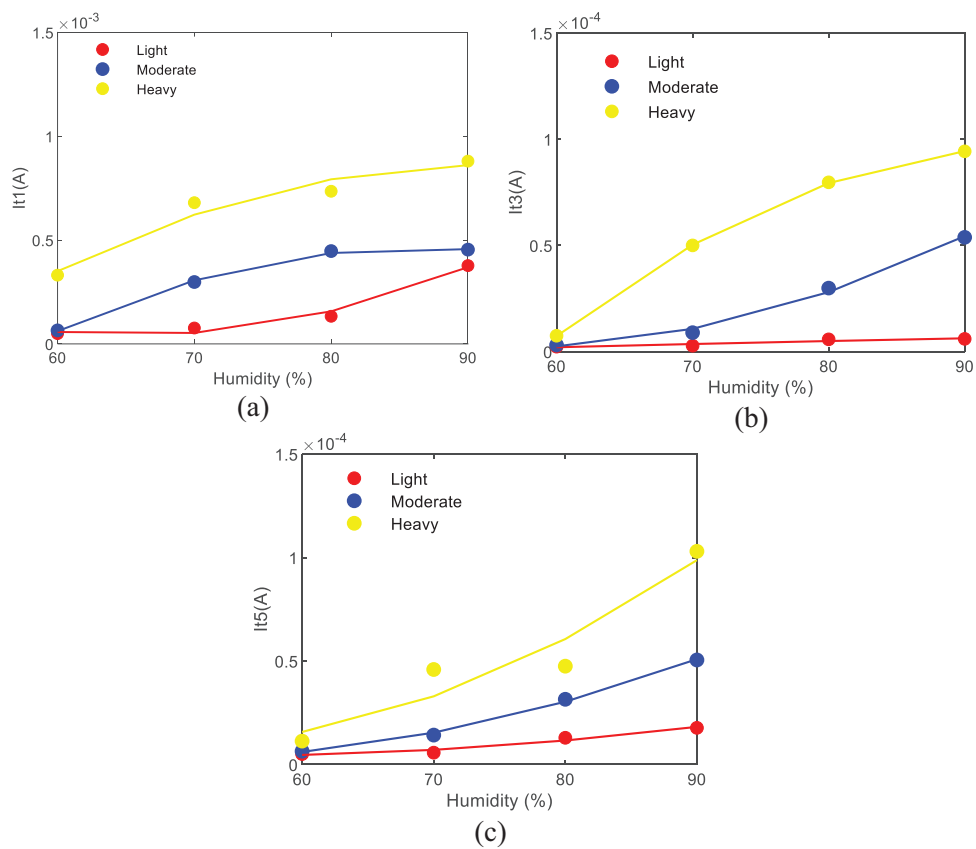 (a)
×10⁻³
1.5
1
0.5
0
It1(A)
Light
Moderate
Heavy
60 70 80 90
Humidity (%)
×10⁻⁴
1.5
1
0.5
0
It3(A)
Light
Moderate
Heavy
60 70 80 90
Humidity (%)
(b)
×10⁻⁴
1.5
1
0.5
0
It5(A)
Light
Moderate
Heavy
60 70 80 90
Humidity (%)
(c)